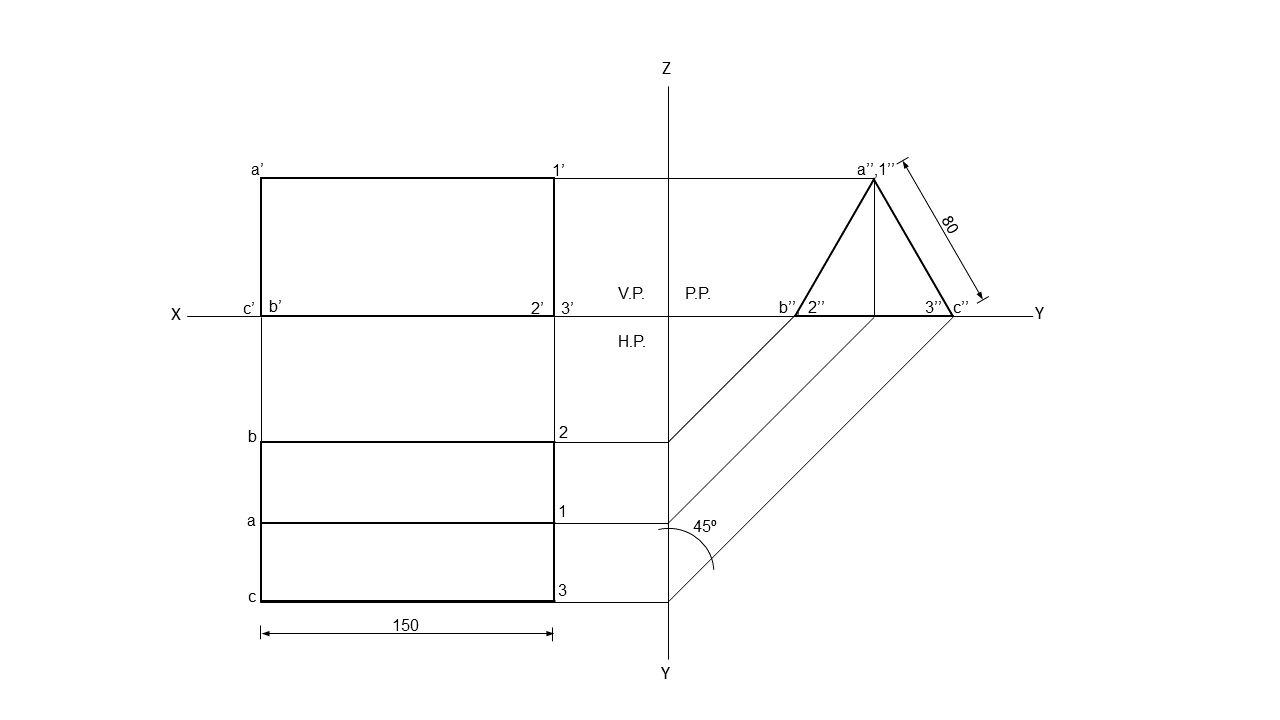 Z
a’ 1’ a’’,1’’
80
V.P. P.P.
c’ b’ 2’ 3’ b’’ 2’’ 3’’ c’’
X Y
H.P.
b 2
a 1
45º
c 3
150
Y